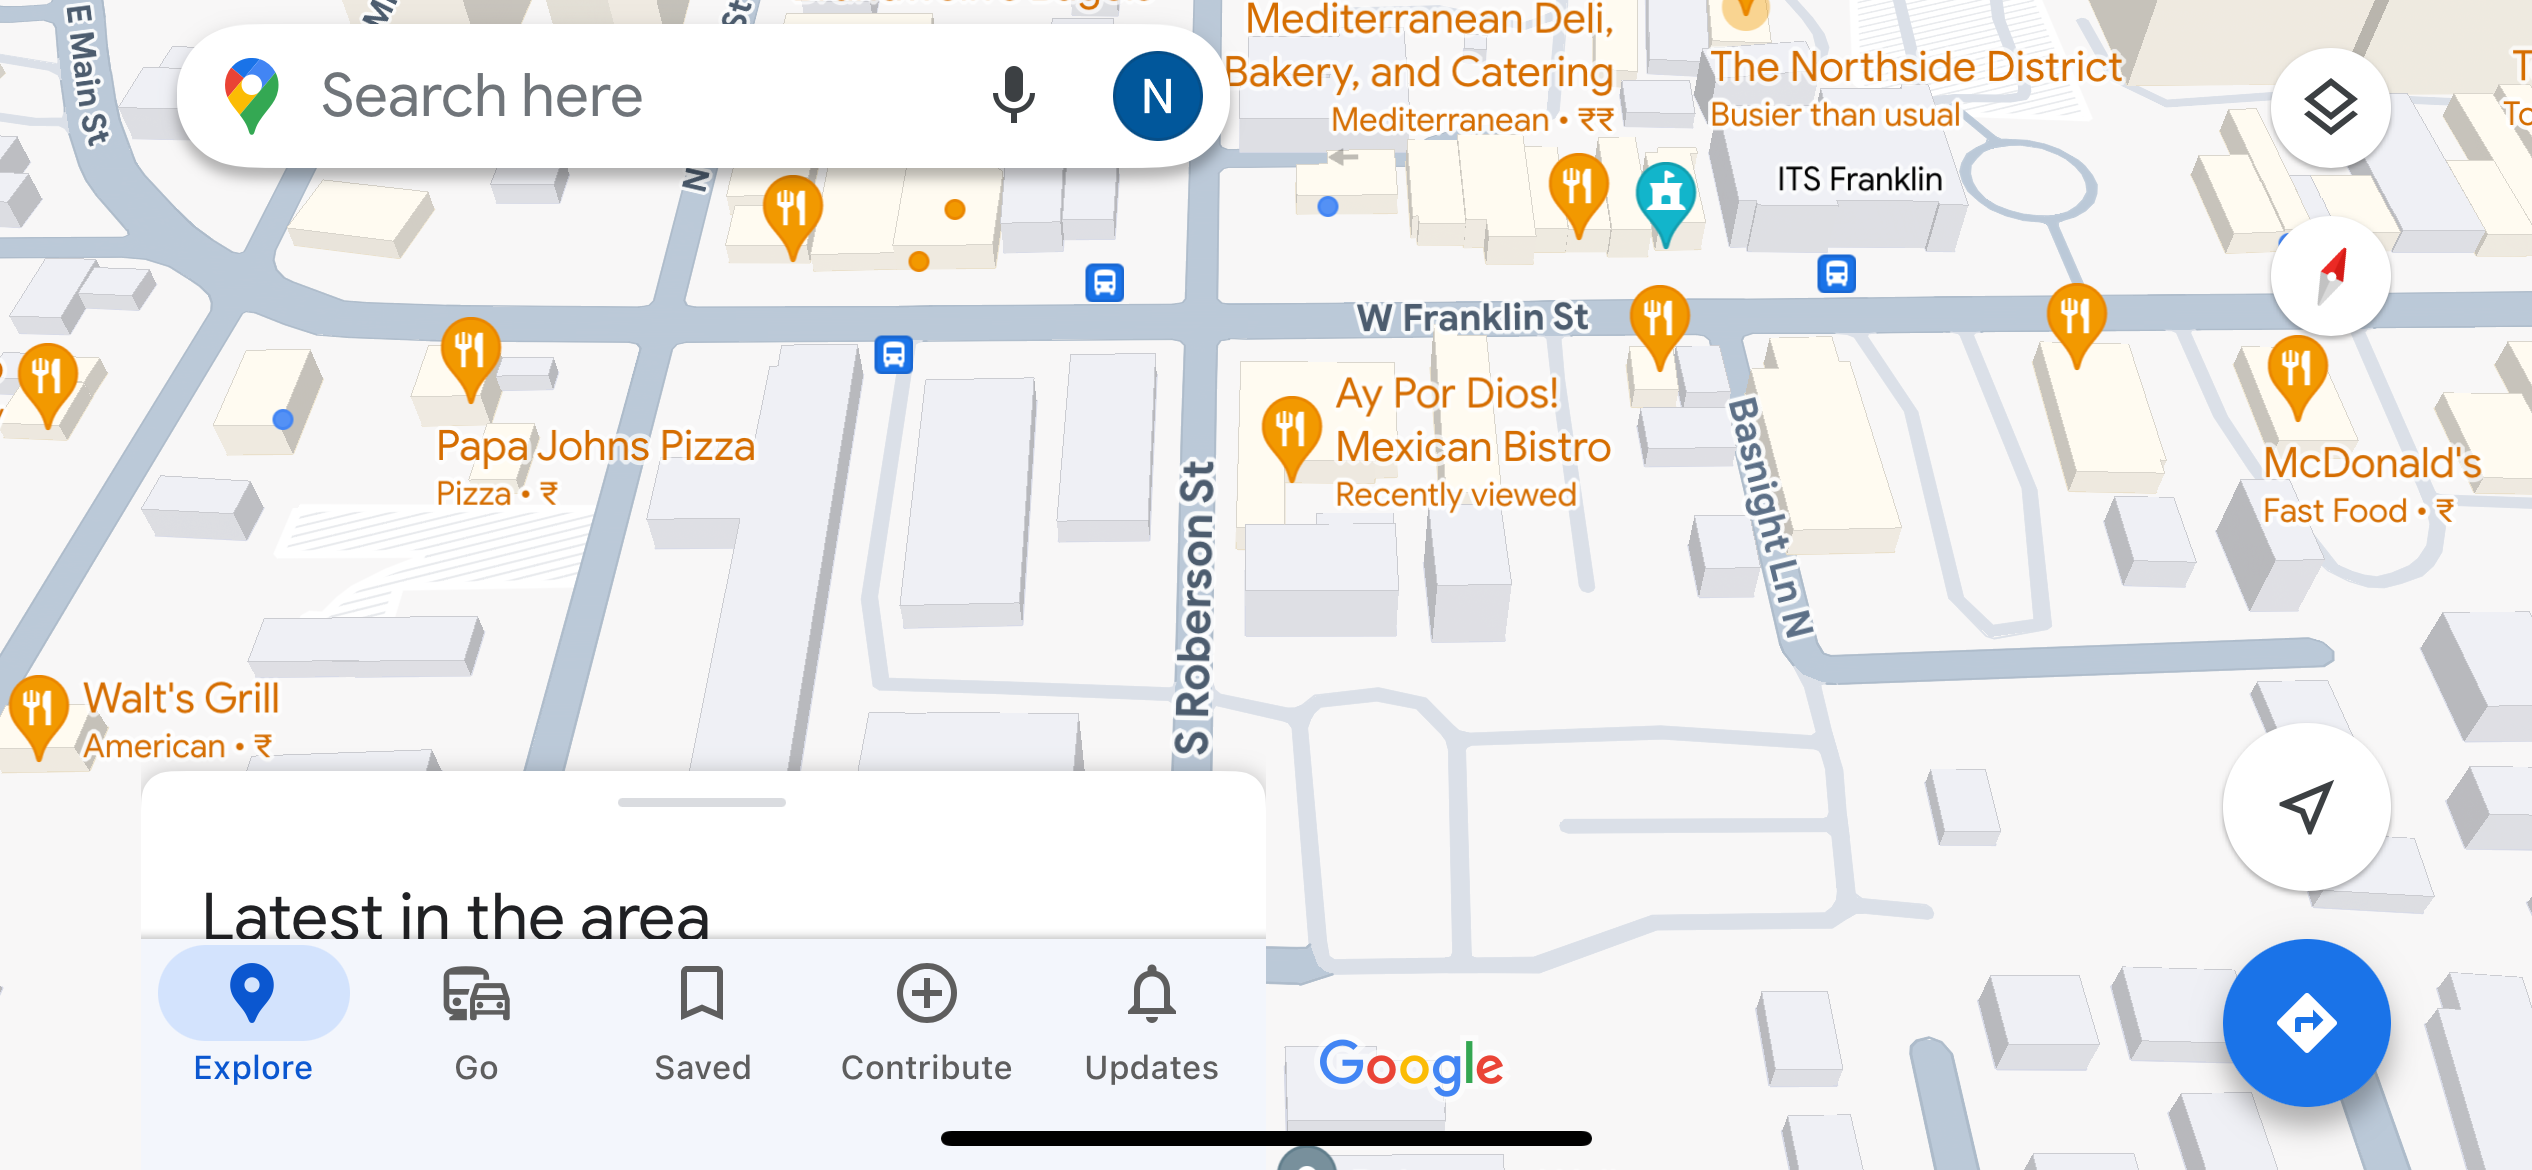 E Main St
St
Search here
N
Mediterranean Deli,
Bakery, and Catering
Mediterranean • ₹₹
The Northside District
Busier than usual
ITS Franklin
N
W Franklin St
Papa Johns Pizza
Pizza • ₹
Ay Por Dios!
Mexican Bistro
Recently viewed
Basnight Ln N
McDonald's
Fast Food • ₹
S Roberson St
Walt's Grill
American • ₹
Latest in the area
Explore
Go
Saved
Contribute
Updates
Google